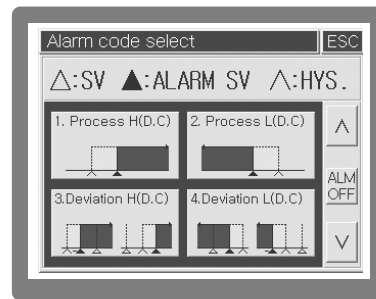 Alarm code select
ESC
△:SV ▲:ALARM SV ∧:HYS.
1. Process H(D.C)
2. Process L(D.C)
ALM
OFF
3.Deviation H(D.C)
4.Deviation L(D.C)